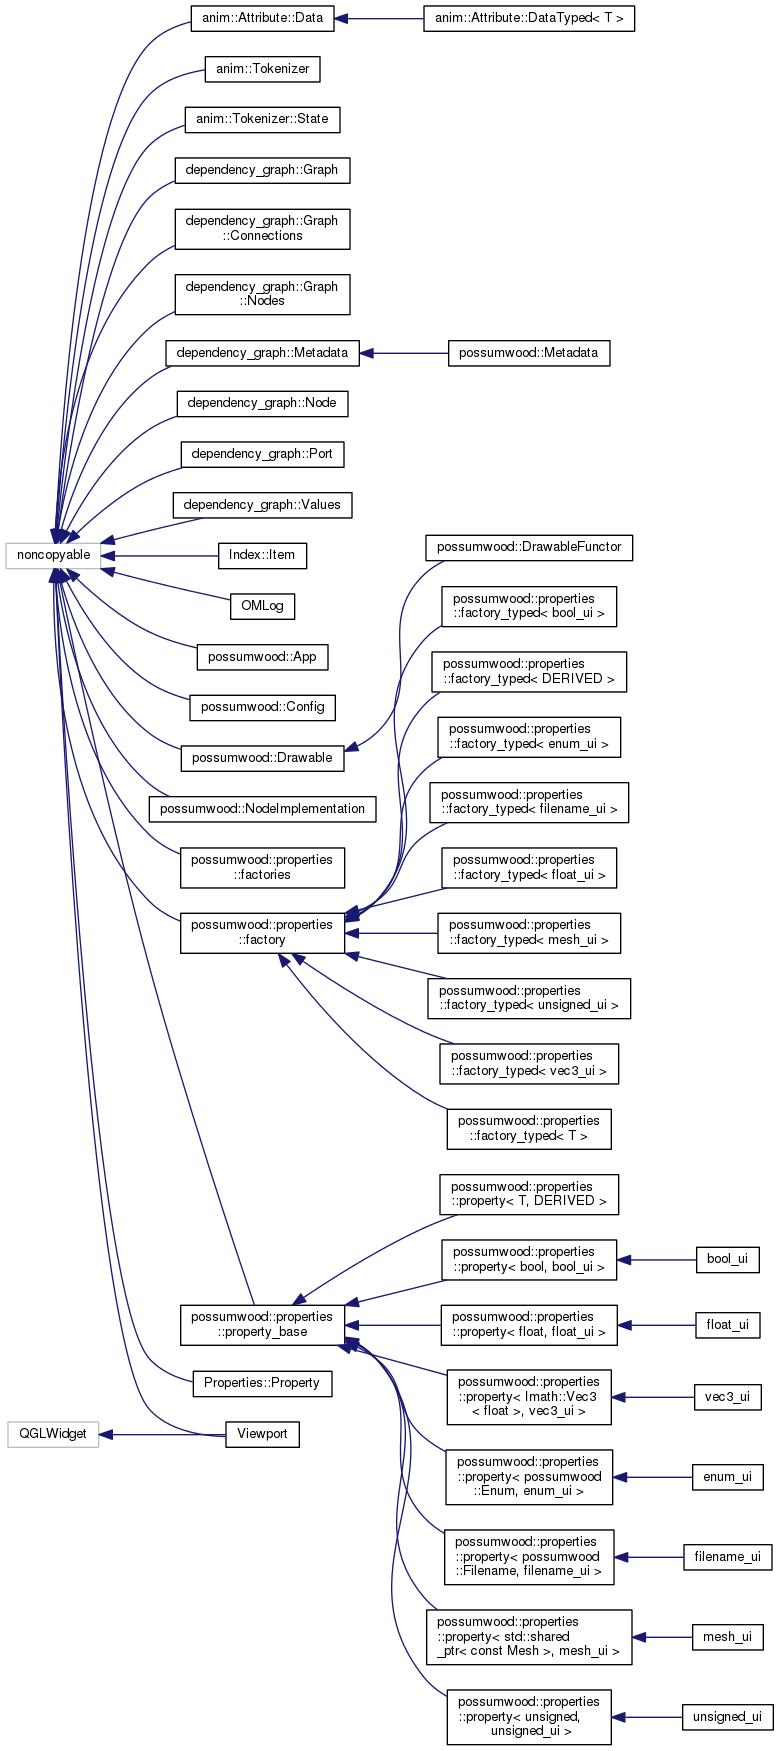 anim::Attribute::Data
anim::Attribute::DataTyped< T >
anim::Tokenizer
anim::Tokenizer::State
dependency_graph::Graph
dependency_graph::Graph
::Connections
dependency_graph::Graph
::Nodes
dependency_graph::Metadata
possumwood::Metadata
dependency_graph::Node
dependency_graph::Port
dependency_graph::Values
noncopyable
Index::Item
OMLog
possumwood::App
possumwood::Config
possumwood::Drawable
possumwood::DrawableFunctor
possumwood::NodeImplementation
possumwood::properties
::factories
possumwood::properties
::factory
possumwood::properties
::factory_typed< bool_ui >
possumwood::properties
::factory_typed< DERIVED >
possumwood::properties
::factory_typed< enum_ui >
possumwood::properties
::factory_typed< filename_ui >
possumwood::properties
::factory_typed< float_ui >
possumwood::properties
::factory_typed< mesh_ui >
possumwood::properties
::factory_typed< unsigned_ui >
possumwood::properties
::factory_typed< vec3_ui >
possumwood::properties
::factory_typed< T >
possumwood::properties
::property_base
possumwood::properties
::property< T, DERIVED >
possumwood::properties
::property< bool, bool_ui >
bool_ui
possumwood::properties
::property< float, float_ui >
float_ui
possumwood::properties
::property< Imath::Vec3
< float >, vec3_ui >
vec3_ui
possumwood::properties
::property< possumwood
::Enum, enum_ui >
enum_ui
possumwood::properties
::property< possumwood
::Filename, filename_ui >
filename_ui
possumwood::properties
::property< std::shared
_ptr< const Mesh >, mesh_ui >
mesh_ui
possumwood::properties
::property< unsigned,
unsigned_ui >
unsigned_ui
Properties::Property
QGLWidget
Viewport